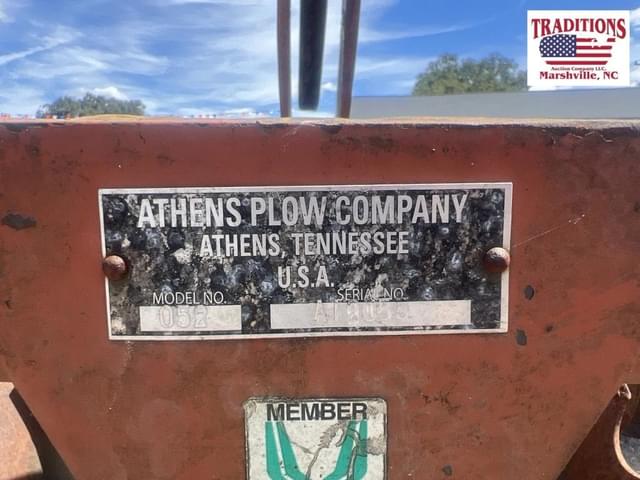 TRADITIONS
Auction Company LLC.
Marshville, NC
ATHENS PLOW COMPANY
ATHENS, TENNESSEE
U.S.A.
MODEL NO. SERIAL NO.
052
MEMBER